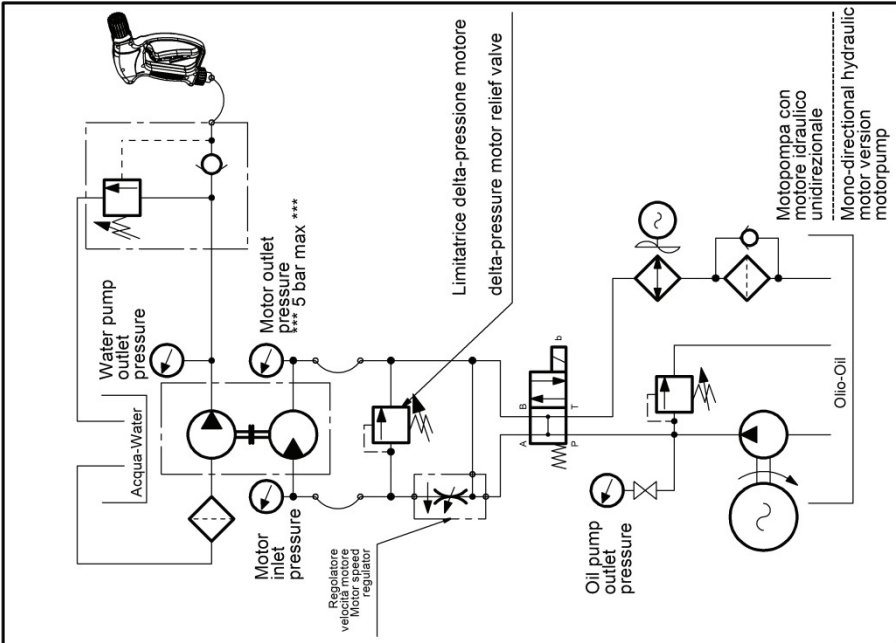 Water pump
outlet
pressure
Acqua-Water
Motor outlet
pressure
*** 5 bar max ***
Motor
inlet
pressure
Limitatrice delta-pressione motore
delta-pressure motor relief valve
Regolatore
velocità motore
Motor speed
regulator
A
B
P
T
b
Oil pump
outlet
pressure
Olio-Oil
Motopompa con
motore idraulico
unidirezionale
Mono-directional hydraulic
motor version
motorpump